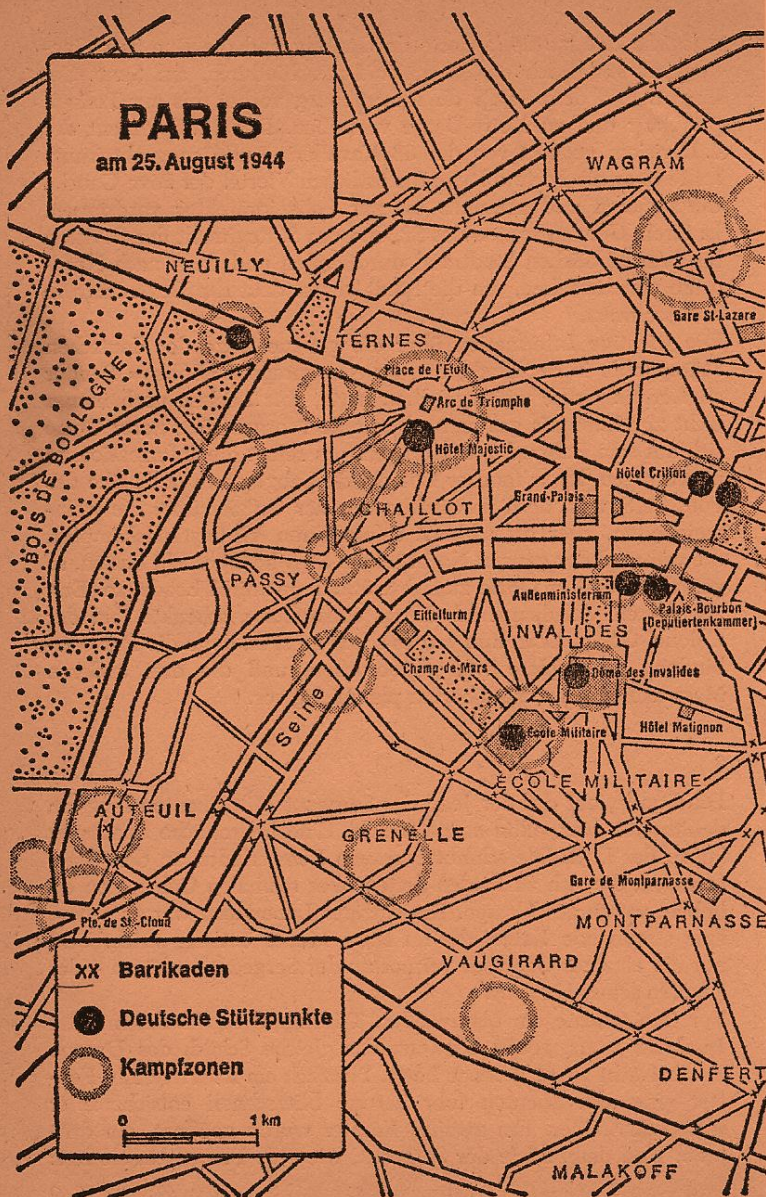 PARIS
am 25. August 1944
WAGRAM
NEUILLY
Gare St-Lazare
TERNES
Place de l'Etoil
Arc de Triomphe
BOIS DE BOULOGNE
Hôtel Majestic
Hôtel Crillon
Grand-Palais
CHAILLOT
PASSY
Außenministerium
Palais-Bourbon
[Deputiertenkammer]
Eiffelturm
INVALIDES
Champ-de-Mars
Dôme des Invalides
Seine
Hôtel Matignon
École Militaire
ÉCOLE MILITAIRE
AUTEUIL
GRENELLE
Gare de Montparnasse
Pte. de St-Cloud
MONTPARNASSE
VAUGIRARD
XX Barrikaden
Deutsche Stützpunkte
Kampfzonen
0 1 km
DENFERT
MALAKOFF